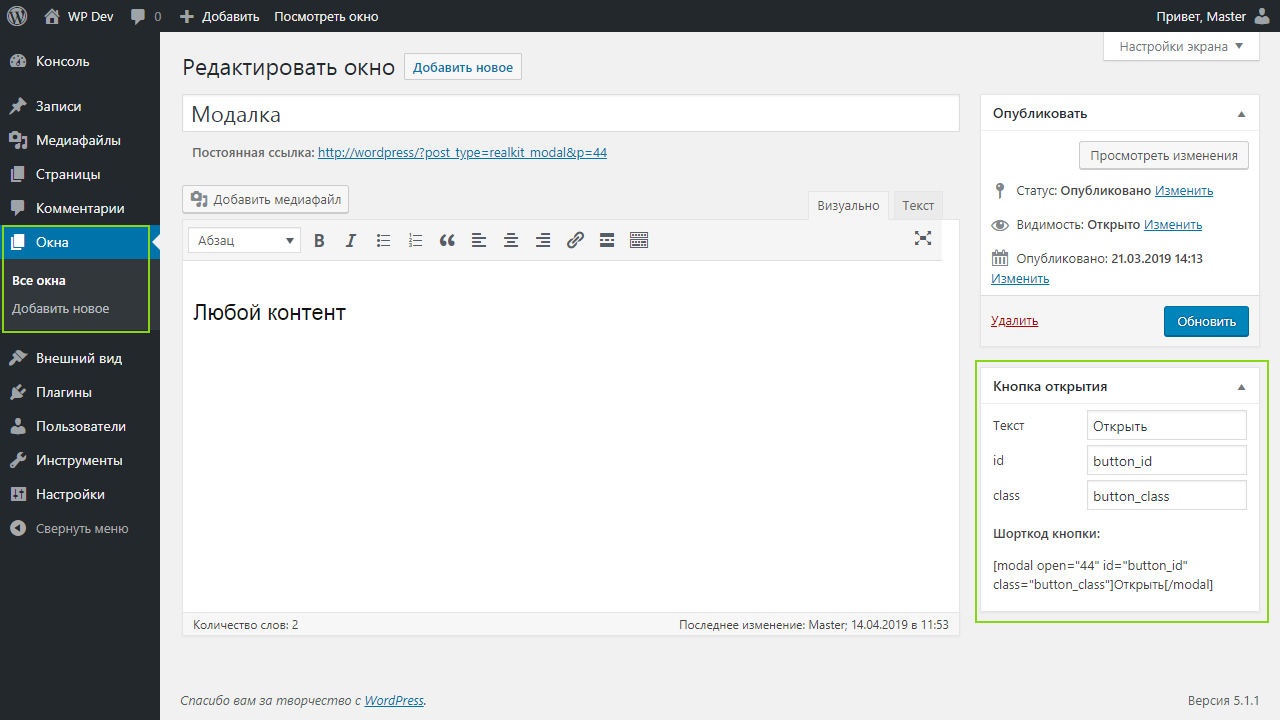 WP Dev 0 Добавить Посмотреть окно Привет, Master
Настройки экрана
Консоль
Записи
Медиафайлы
Страницы
Комментарии
Окна
Все окна
Добавить новое
Внешний вид
Плагины
Пользователи
Инструменты
Настройки
Свернуть меню
Редактировать окно Добавить новое
Модалка
Постоянная ссылка: http://wordpress/?post_type=realkit_modal&p=44
Добавить медиафайл
Визуально Текст
Абзац B I
Любой контент
Количество слов: 2 Последнее изменение: Master; 14.04.2019 в 11:53
Опубликовать
Просмотреть изменения
Статус: Опубликовано Изменить
Видимость: Открыто Изменить
Опубликовано: 21.03.2019 14:13
Изменить
Удалить Обновить
Кнопка открытия
Текст Открыть
id button_id
class button_class
Шорткод кнопки:
[modal open="44" id="button_id"
class="button_class"]Открыть[/modal]
Спасибо вам за творчество с WordPress. Версия 5.1.1